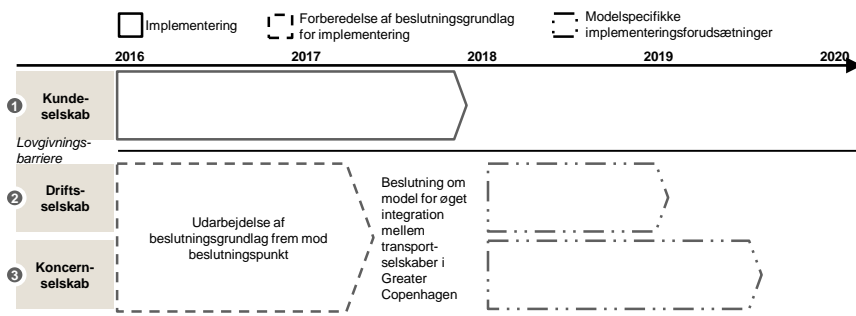 Implementering
Forberedelse af beslutningsgrundlag
for implementering
Modelspecifikke
implementeringsforudsætninger
2016 2017 2018 2019 2020
1 Kunde-
selskab
Lovgivnings-
barriere
2 Drifts-
selskab
Udarbejdelse af
beslutningsgrundlag frem mod
beslutningspunkt
Beslutning om
model for øget
integration
mellem
transport-
selskaber i
Greater
Copenhagen
3 Koncern-
selskab